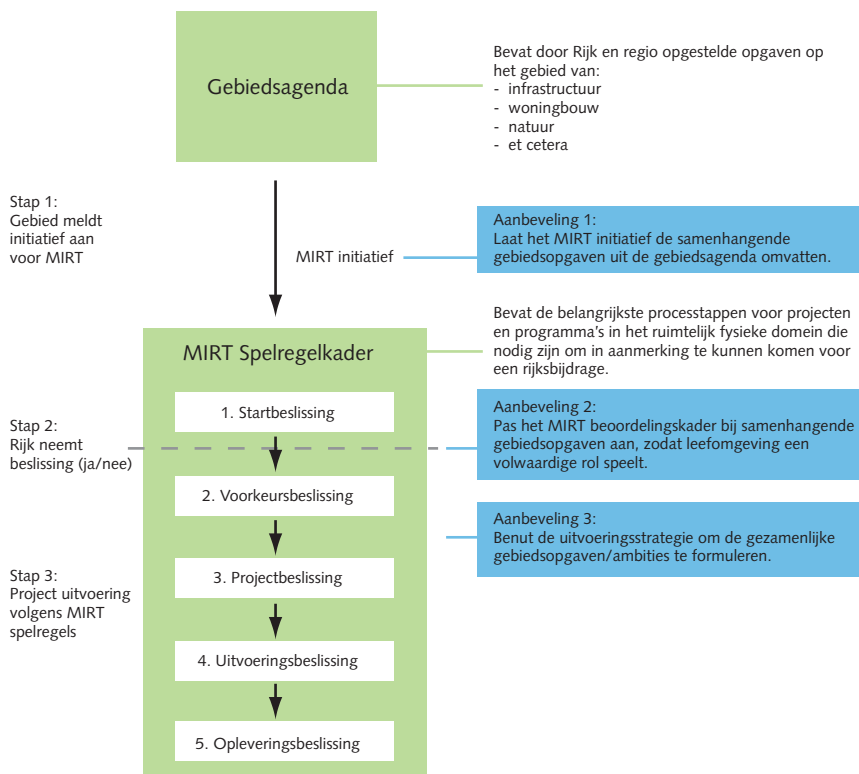 Gebiedsagenda
Bevat door Rijk en regio opgestelde opgaven op
het gebied van:
- infrastructuur
- woningbouw
- natuur
- et cetera
Stap 1:
Gebied meldt
initiatief aan
voor MIRT
MIRT initiatief
Aanbeveling 1:
Laat het MIRT initiatief de samenhangende
gebiedsopgaven uit de gebiedsagenda omvatten.
MIRT Spelregelkader
Bevat de belangrijkste processtappen voor projecten
en programma's in het ruimtelijk fysieke domein die
nodig zijn om in aanmerking te kunnen komen voor
een rijksbijdrage.
1. Startbeslissing
Stap 2:
Rijk neemt
beslissing (ja/nee)
Aanbeveling 2:
Pas het MIRT beoordelingskader bij samenhangende
gebiedsopgaven aan, zodat leefomgeving een
volwaardige rol speelt.
2. Voorkeursbeslissing
Aanbeveling 3:
Benut de uitvoeringsstrategie om de gezamenlijke
gebiedsopgaven/ambities te formuleren.
Stap 3:
Project uitvoering
volgens MIRT
spelregels
3. Projectbeslissing
4. Uitvoeringsbeslissing
5. Opleveringsbeslissing